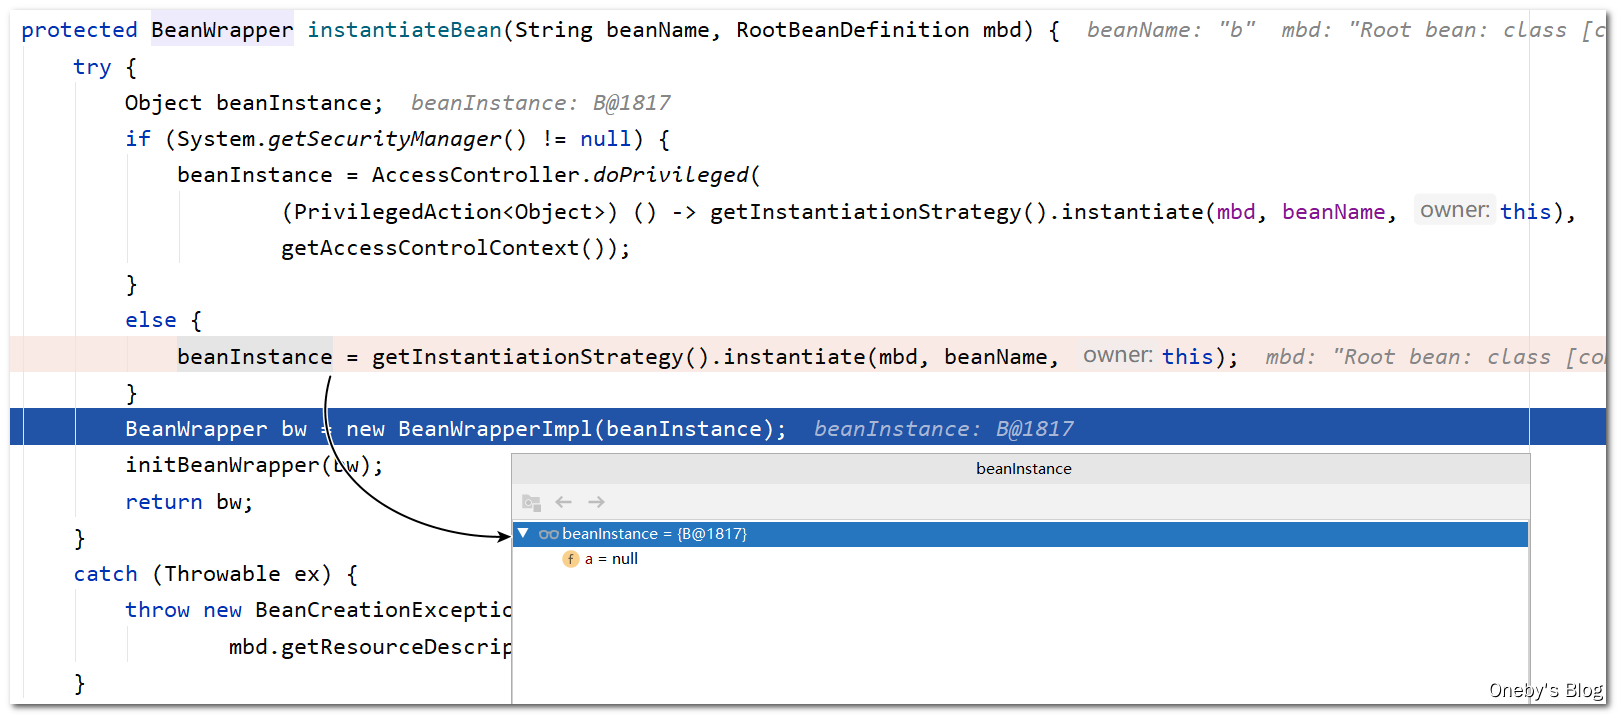 protected BeanWrapper instantiateBean(String beanName, RootBeanDefinition mbd) { beanName: "b" mbd: "Root bean: class [c
try {
Object beanInstance; beanInstance: B@1817
if (System.getSecurityManager() != null) {
beanInstance = AccessController.doPrivileged(
(PrivilegedAction<Object>) () -> getInstantiationStrategy().instantiate(mbd, beanName, owner: this),
getAccessControlContext());
}
else {
beanInstance = getInstantiationStrategy().instantiate(mbd, beanName, owner: this); mbd: "Root bean: class [co
}
BeanWrapper bw = new BeanWrapperImpl(beanInstance); beanInstance: B@1817
initBeanWrapper(bw);
return bw;
}
catch (Throwable ex) {
throw new BeanCreationExceptio
mbd.getResourceDescrip
}
beanInstance
beanInstance = {B@1817}
f a = null
Oneby's Blog